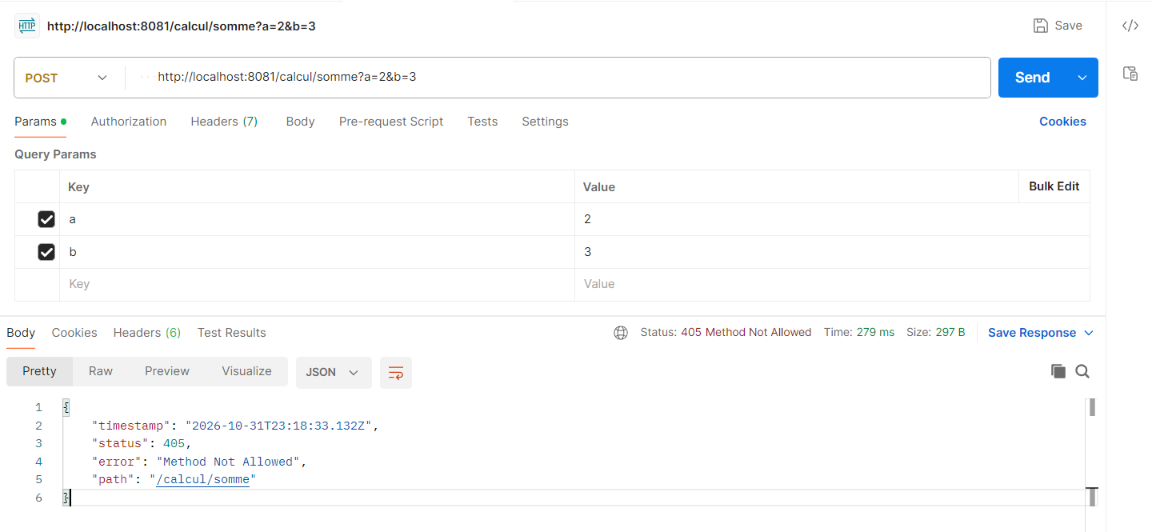 HTTP http://localhost:8081/calcul/somme?a=2&b=3 Save </>
POST http://localhost:8081/calcul/somme?a=2&b=3 Send
Params Authorization Headers (7) Body Pre-request Script Tests Settings Cookies
Query Params
Key Value Bulk Edit
a 2
b 3
Key Value
Body Cookies Headers (6) Test Results Status: 405 Method Not Allowed Time: 279 ms Size: 297 B Save Response
Pretty Raw Preview Visualize JSON
1 {
2 "timestamp": "2026-10-31T23:18:33.132Z",
3 "status": 405,
4 "error": "Method Not Allowed",
5 "path": "/calcul/somme"
6 }